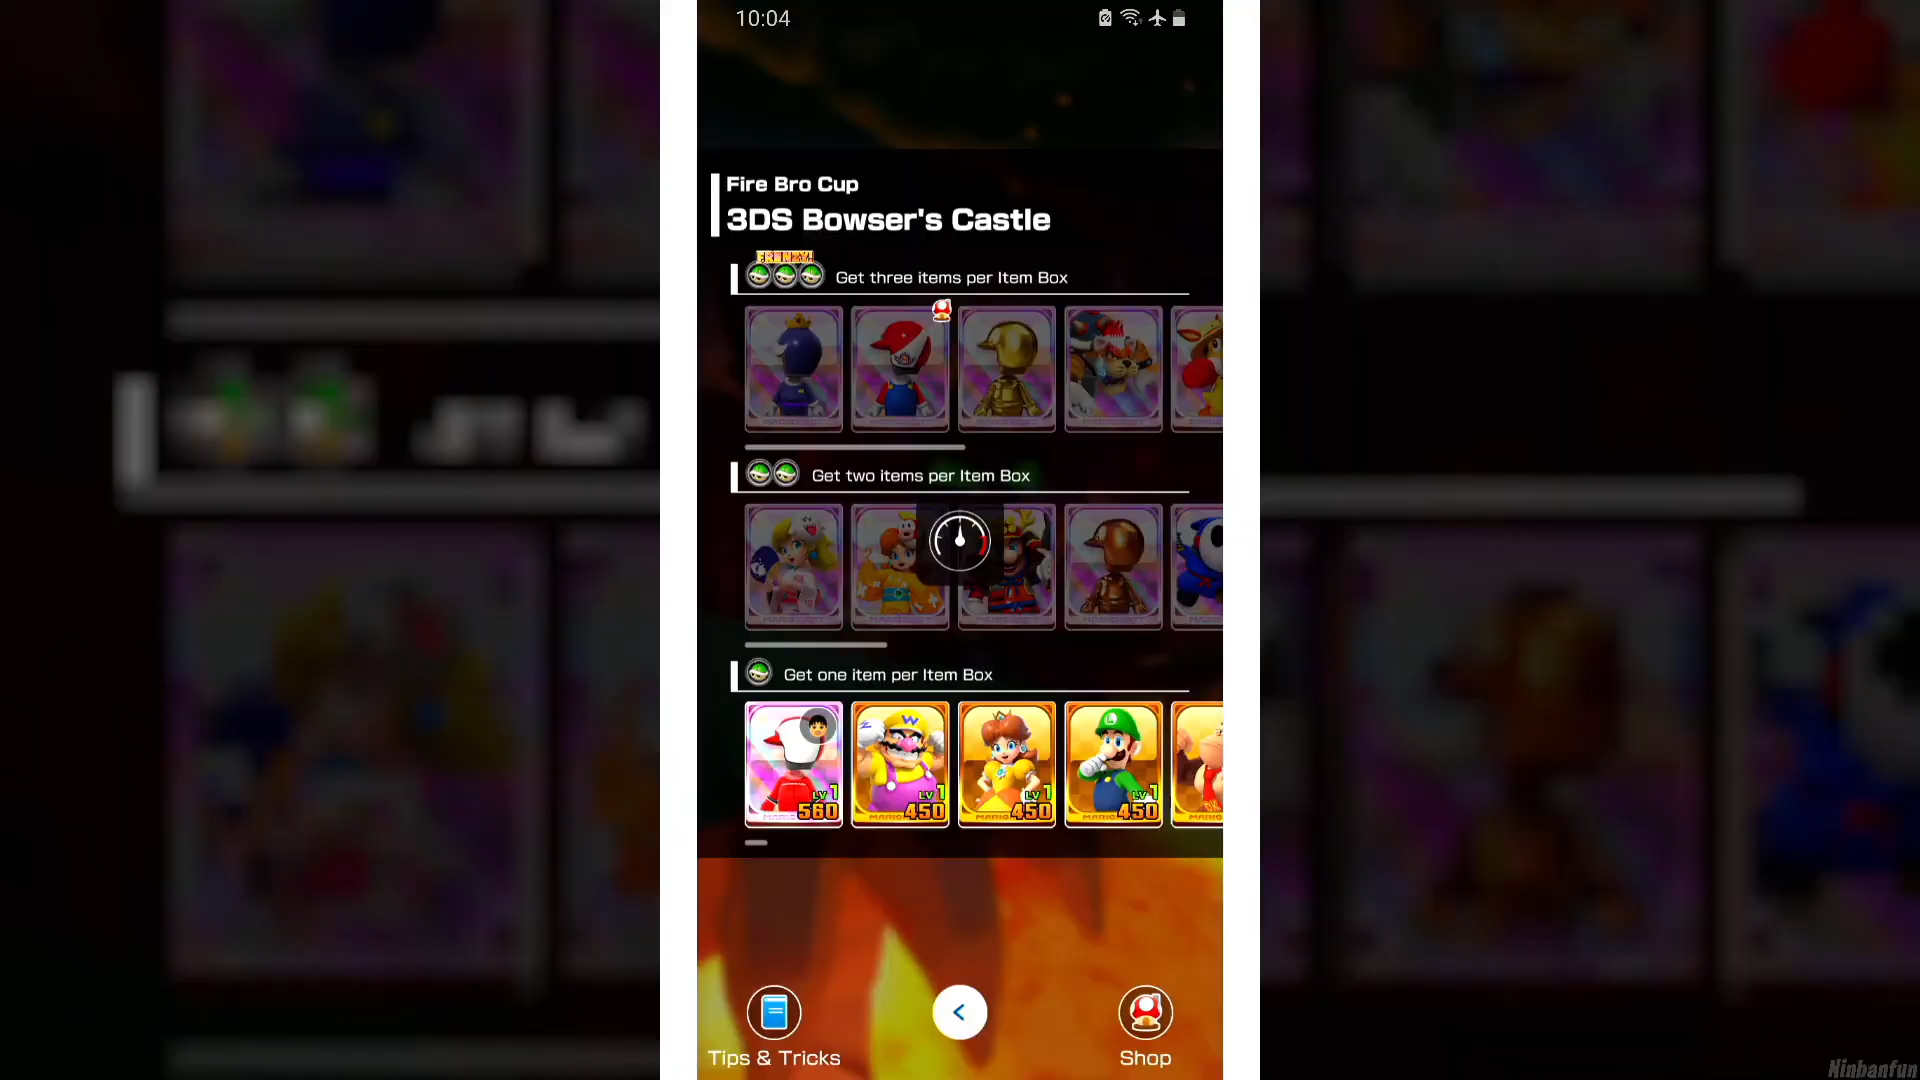 10:04
Fire Bro Cup
3DS Bowser's Castle
FRENZY!
Get three items per Item Box
Get two items per Item Box
Get one item per Item Box
LV 1
560
LV 1
450
LV 1
450
LV 1
450
Tips & Tricks
Shop
Ninbanfun